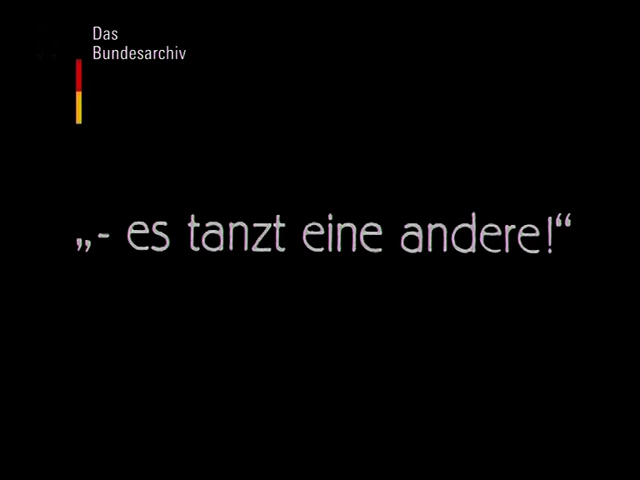 Das
Bundesarchiv
„- es tanzt eine andere!“